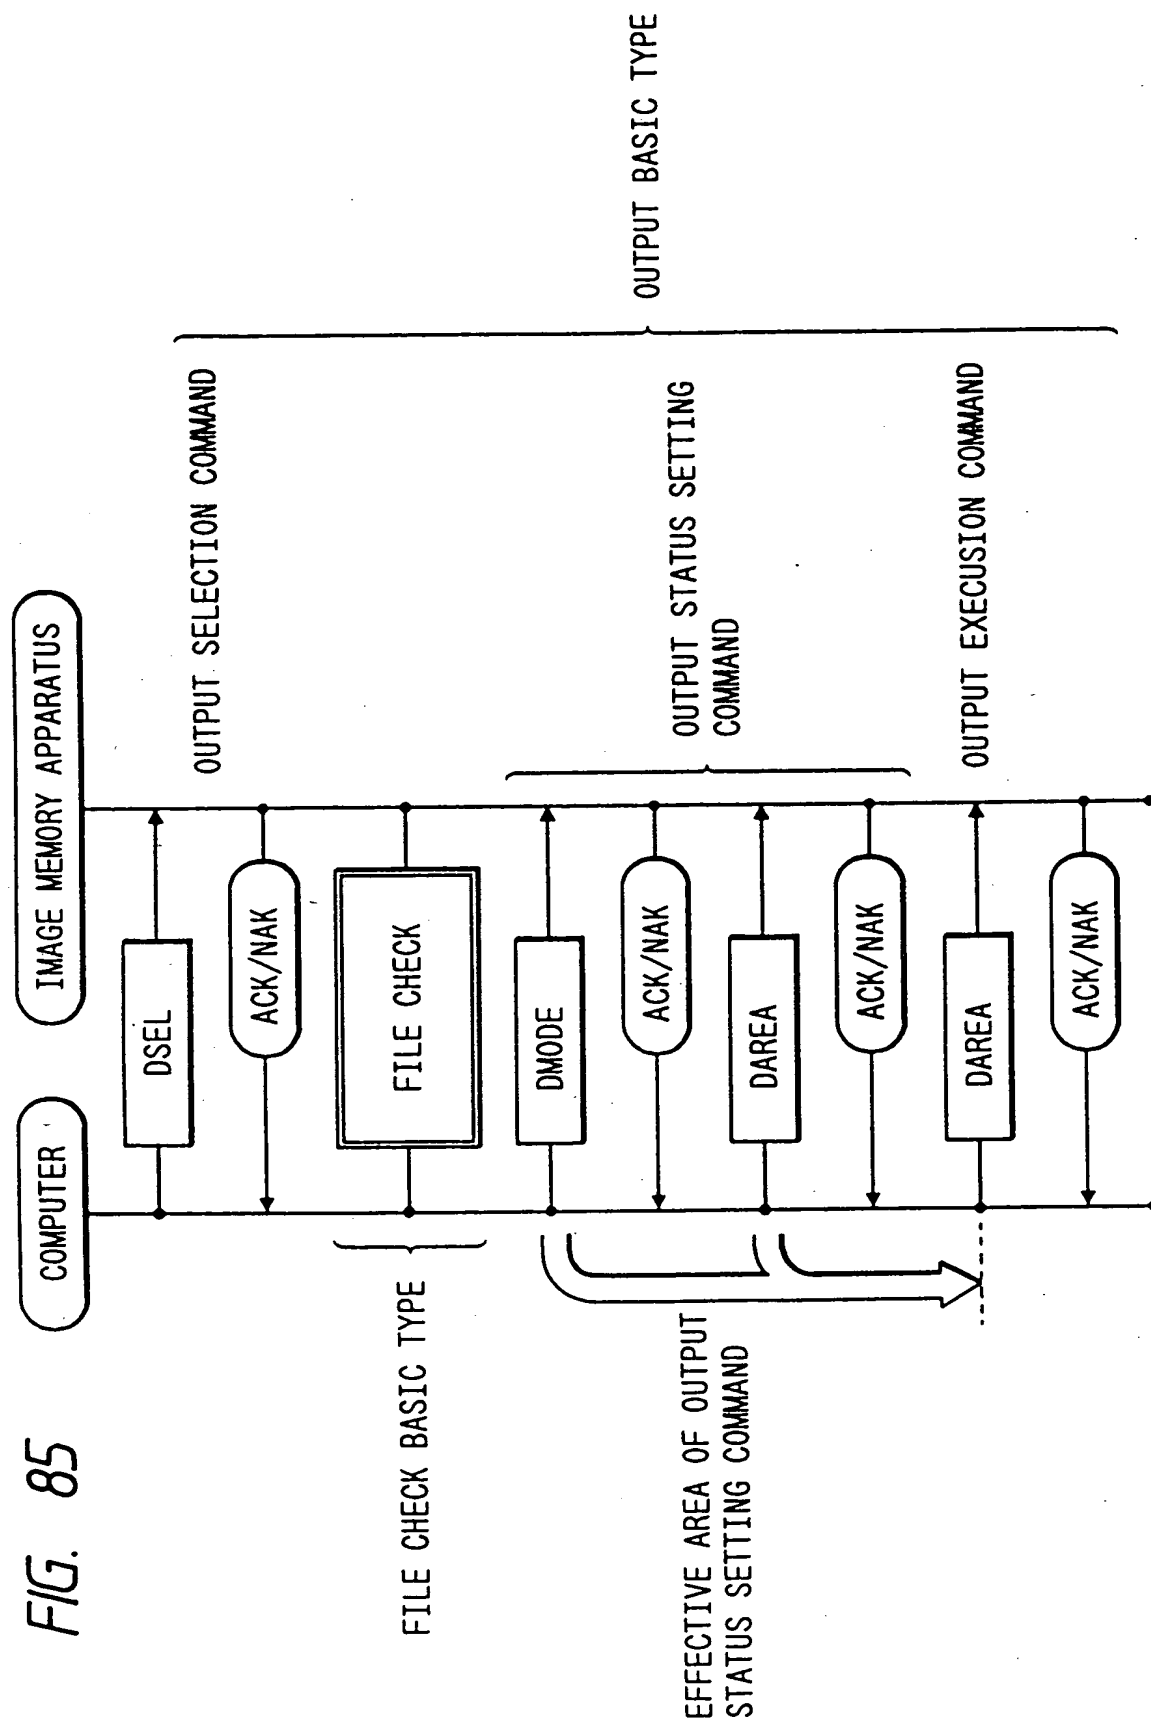 FIG. 85
COMPUTER
IMAGE MEMORY APPARATUS
DSEL
OUTPUT SELECTION COMMAND
ACK/NAK
FILE CHECK BASIC TYPE
FILE CHECK
DMODE
ACK/NAK
OUTPUT STATUS SETTING
COMMAND
EFFECTIVE AREA OF OUTPUT
STATUS SETTING COMMAND
DAREA
ACK/NAK
DAREA
OUTPUT EXECUSION COMMAND
ACK/NAK
OUTPUT BASIC TYPE